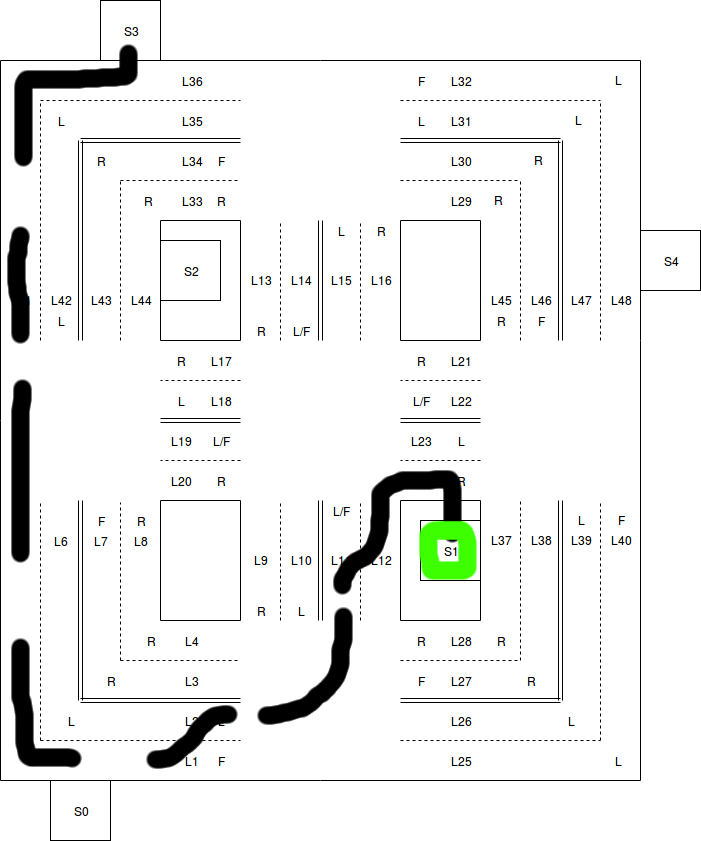 S3
L36 F L32 L
L L35 L L31 L
R L34 F L30 R
R L33 R L29 R
L R
S2 S4
L13 L14 L15 L16
L42 L43 L44 L45 L46 L47 L48
L R F
R L/F
R L17 R L21
L L18 L/F L22
L19 L/F L23 L
L20 R R
L/F
F R L F
L6 L7 L8 L37 L38 L39 L40
S1
L9 L10 L12
R L
R L4 R L28 R
R L3 F L27 R
L L26 L
L1 F L25 L
S0